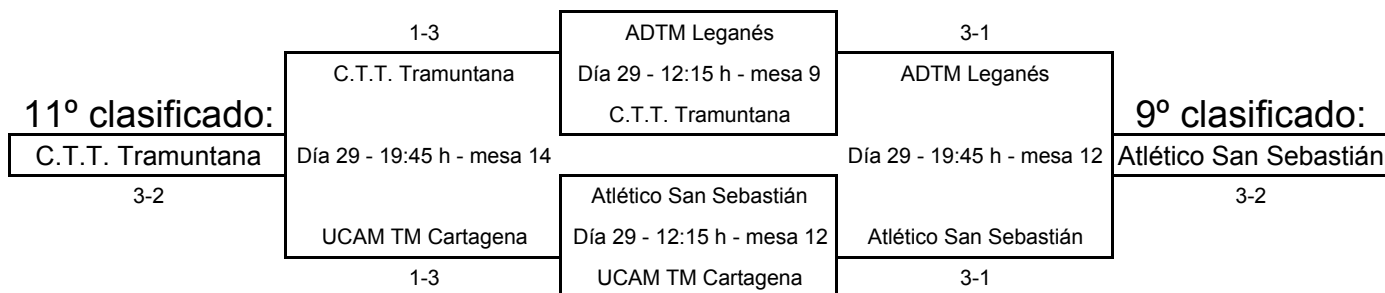 1-3 ADTM Leganés 3-1
C.T.T. Tramuntana Día 29 - 12:15 h - mesa 9 ADTM Leganés
11º clasificado: C.T.T. Tramuntana 9º clasificado:
C.T.T. Tramuntana Día 29 - 19:45 h - mesa 14 Día 29 - 19:45 h - mesa 12 Atlético San Sebastián
3-2 Atlético San Sebastián 3-2
UCAM TM Cartagena Día 29 - 12:15 h - mesa 12 Atlético San Sebastián
1-3 UCAM TM Cartagena 3-1